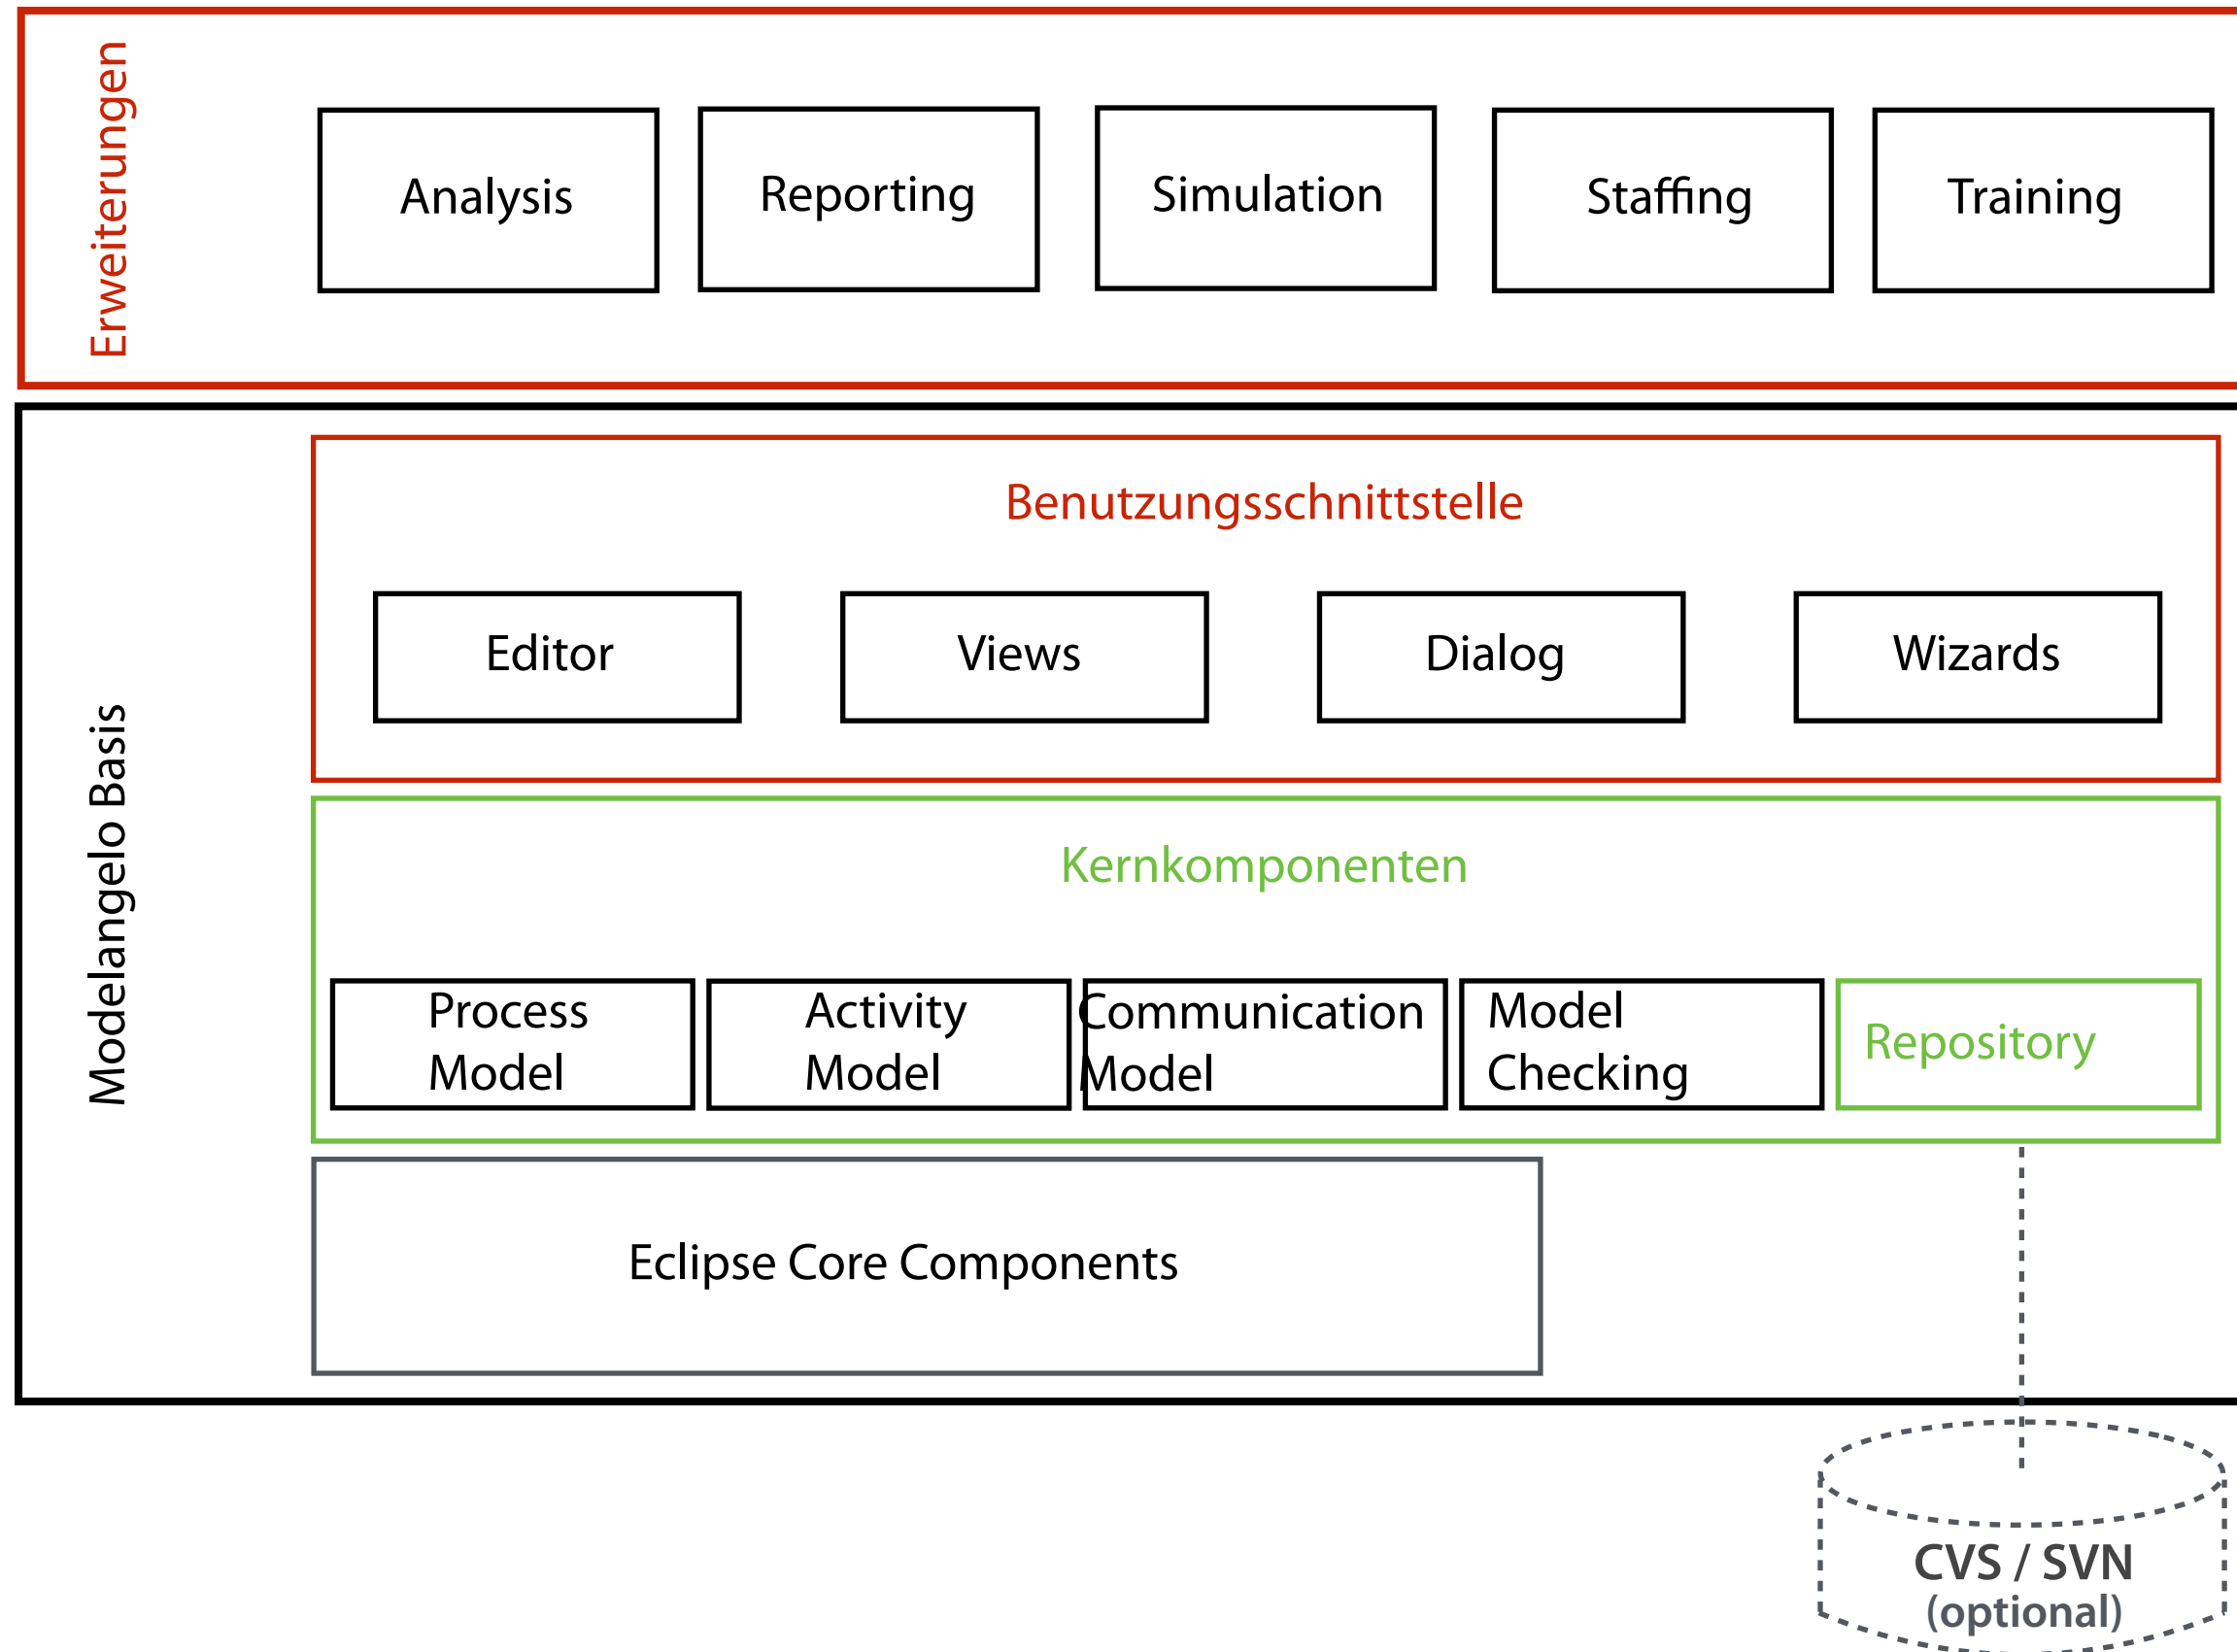 Erweiterungen
Analysis
Reporting
Simulation
Staffing
Training
Modelangelo Basis
Benutzungsschnittstelle
Editor
Views
Dialog
Wizards
Kernkomponenten
Process
Model
Activity
Model
Communication
Model
Model
Checking
Repository
Eclipse Core Components
CVS / SVN
(optional)